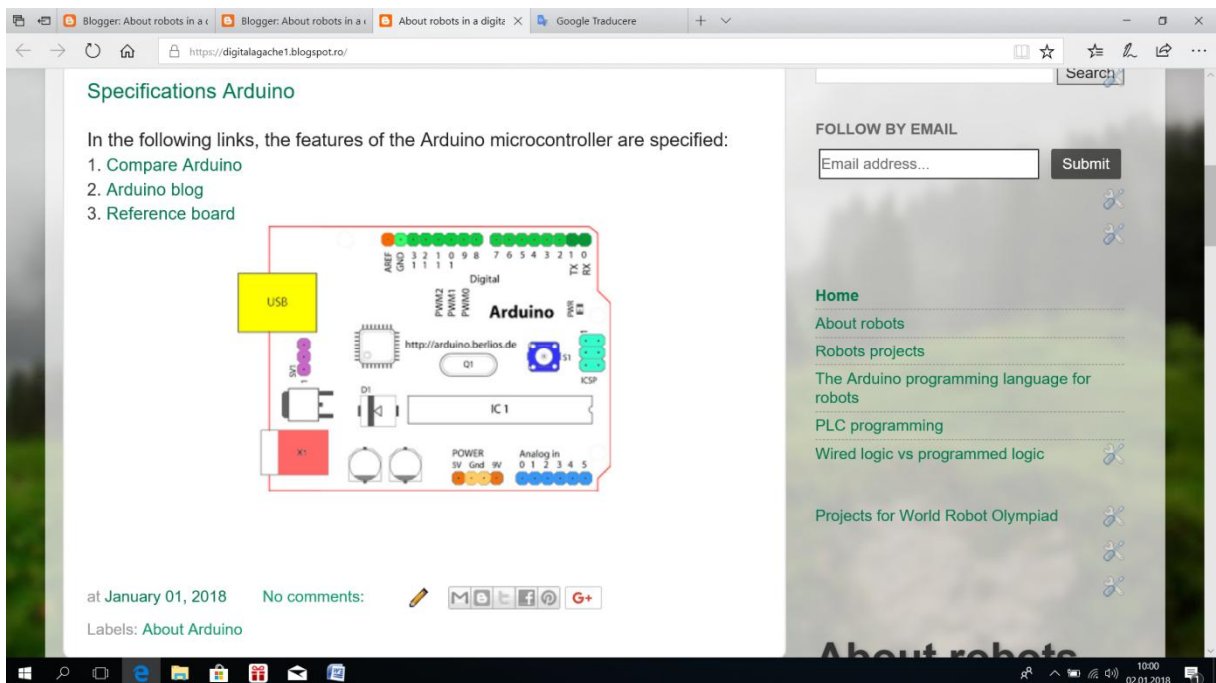 Blogger: About robots in a d
Blogger: About robots in a d
About robots in a digita
Google Traducere
https://digitalagache1.blogspot.ro/
Specifications Arduino
In the following links, the features of the Arduino microcontroller are specified:
1. Compare Arduino
2. Arduino blog
3. Reference board
AREF
GND
13
12
11
10
9
8
7 6 5 4 3 2 1 0
TX
RX
Digital
PWM2
PWM1
PWM0
Arduino
PWR
USB
http://arduino.berlios.de
Q1
S1
1
ICSP
SV1
1
D1
IC 1
X1
POWER
5V Gnd 9V
Analog in
0 1 2 3 4 5
at January 01, 2018
No comments:
G+
Labels: About Arduino
Search
FOLLOW BY EMAIL
Email address...
Submit
Home
About robots
Robots projects
The Arduino programming language for
robots
PLC programming
Wired logic vs programmed logic
Projects for World Robot Olympiad
About robots
10:00
02.01.2018